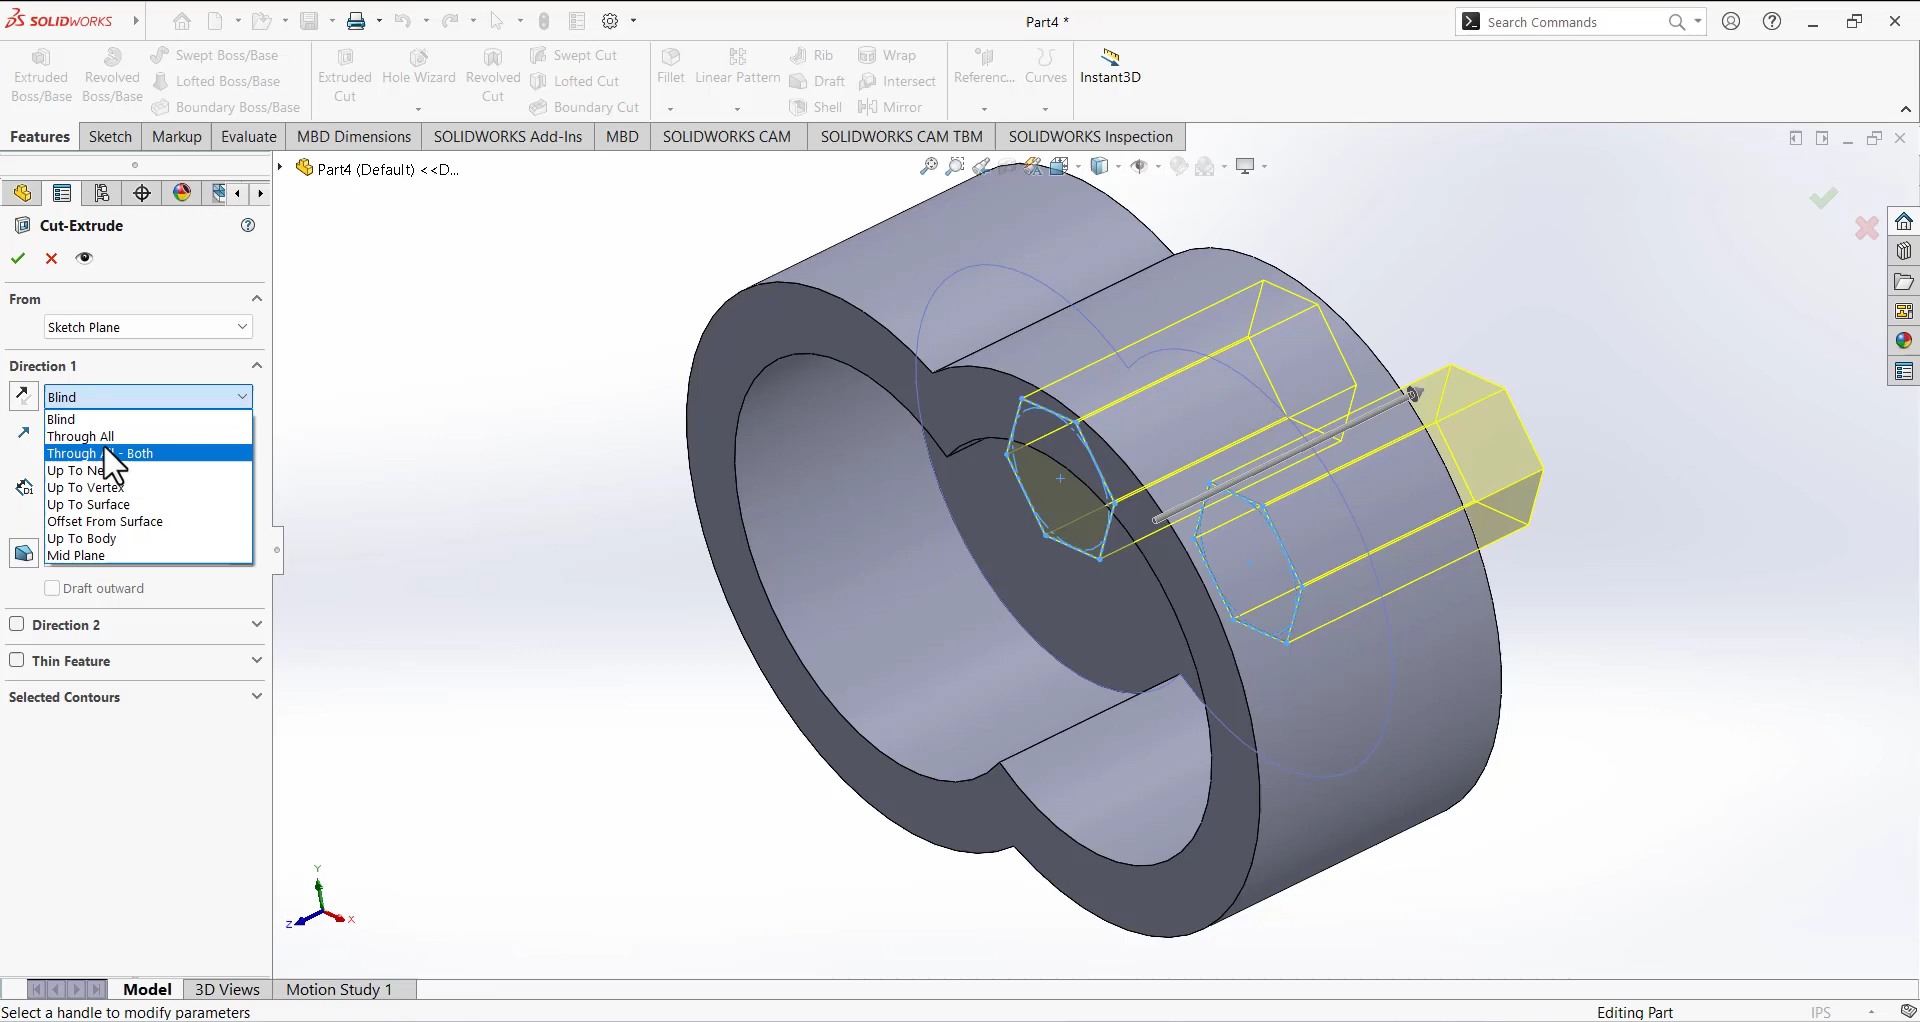 SOLIDWORKS
Part4 *
Search Commands
Extruded Boss/Base
Revolved Boss/Base
Swept Boss/Base
Lofted Boss/Base
Boundary Boss/Base
Extruded Cut
Hole Wizard
Revolved Cut
Swept Cut
Lofted Cut
Boundary Cut
Fillet
Linear Pattern
Rib
Draft
Shell
Wrap
Intersect
Mirror
Referenc...
Curves
Instant3D
Features
Sketch
Markup
Evaluate
MBD Dimensions
SOLIDWORKS Add-Ins
MBD
SOLIDWORKS CAM
SOLIDWORKS CAM TBM
SOLIDWORKS Inspection
Part4 (Default) <<D...
Cut-Extrude
From
Sketch Plane
Direction 1
Blind
Blind
Through All
Through - Both
Up To
Up To Vertex
Up To Surface
Offset From Surface
Up To Body
Mid Plane
D1
Draft outward
Direction 2
Thin Feature
Selected Contours
Y
Z
X
Model
3D Views
Motion Study 1
Select a handle to modify parameters
Editing Part
IPS